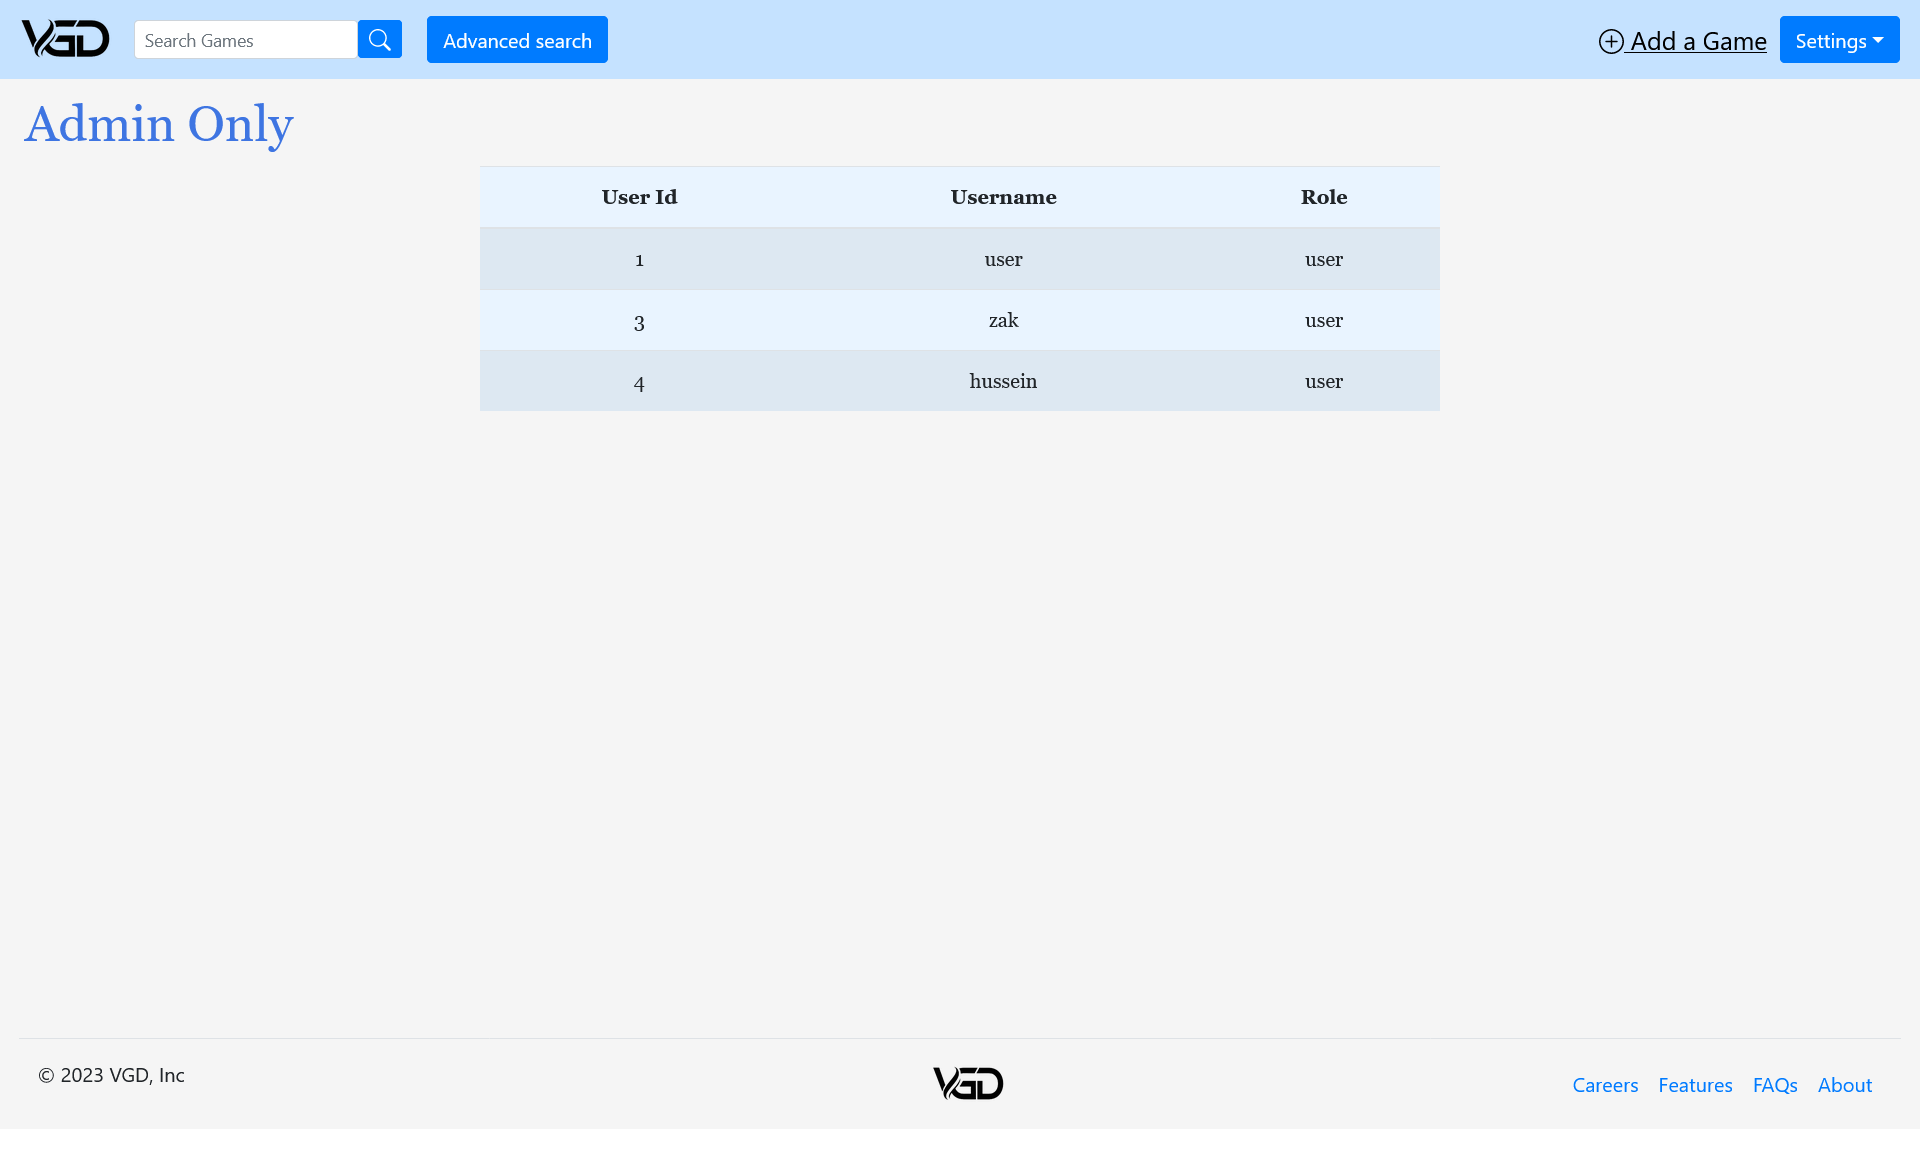 VGD
Search Games
Advanced search
Add a Game
Settings
Admin Only
User Id Username Role
1 user user
3 zak user
4 hussein user
© 2023 VGD, Inc
VGD
Careers Features FAQs About